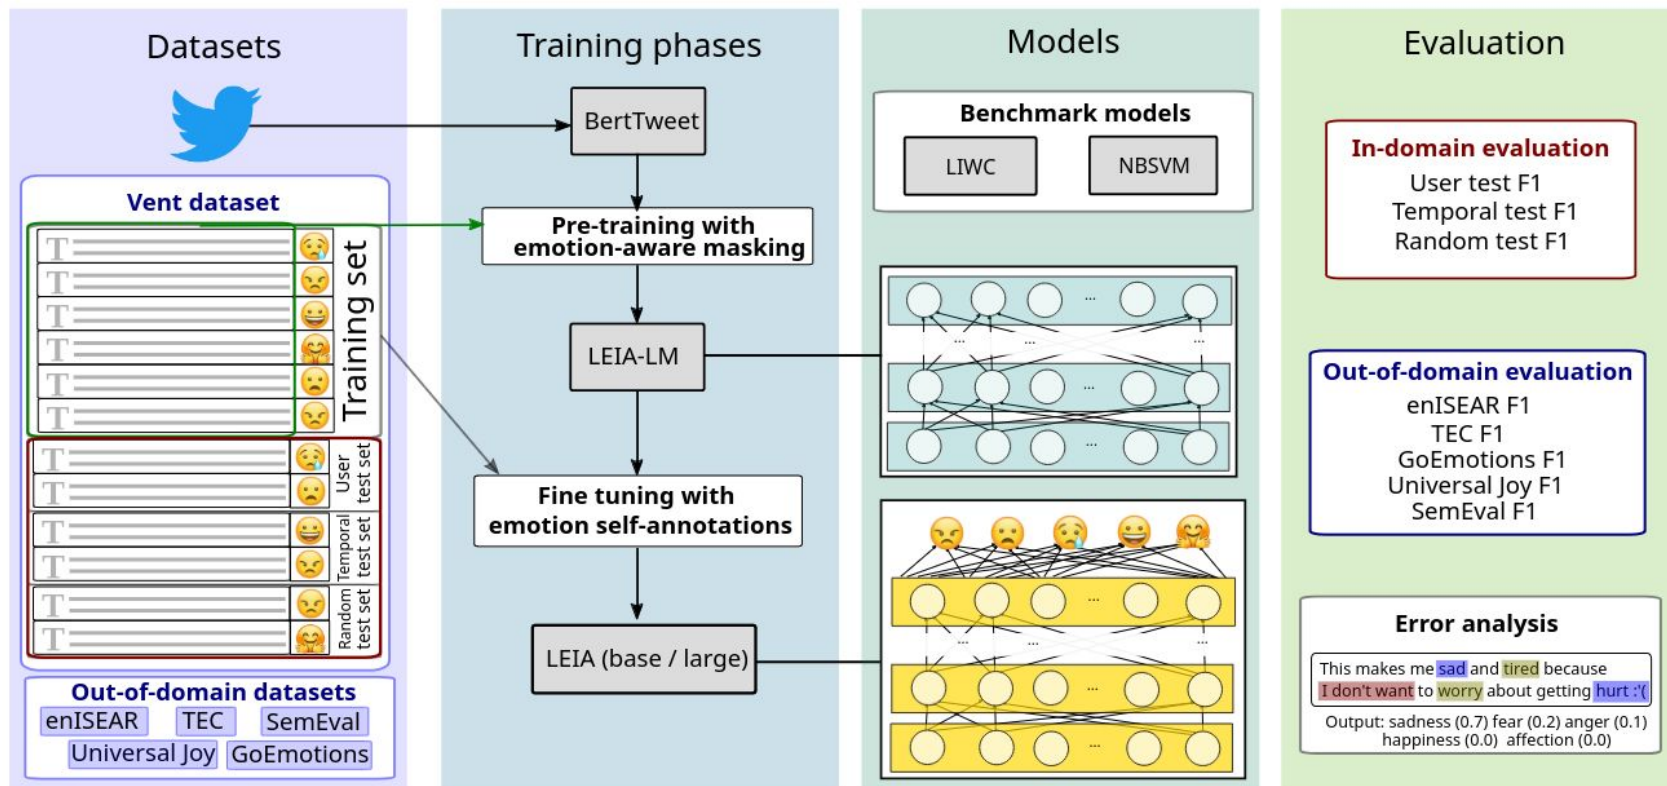 Datasets
Vent dataset
T
T
T
T
T
T
Training set
T
T
User
test set
T
T
Temporal
test set
T
T
Random
test set
Out-of-domain datasets
enISEAR TEC SemEval
Universal Joy GoEmotions
Training phases
BertTweet
Pre-training with
emotion-aware masking
LEIA-LM
Fine tuning with
emotion self-annotations
LEIA (base / large)
Models
Benchmark models
LIWC NBSVM
...
... ... ...
...
...
...
... ... ...
...
...
Evaluation
In-domain evaluation
User test F1
Temporal test F1
Random test F1
Out-of-domain evaluation
enISEAR F1
TEC F1
GoEmotions F1
Universal Joy F1
SemEval F1
Error analysis
This makes me sad and tired because
I don't want to worry about getting hurt :'(
Output: sadness (0.7) fear (0.2) anger (0.1)
happiness (0.0) affection (0.0)